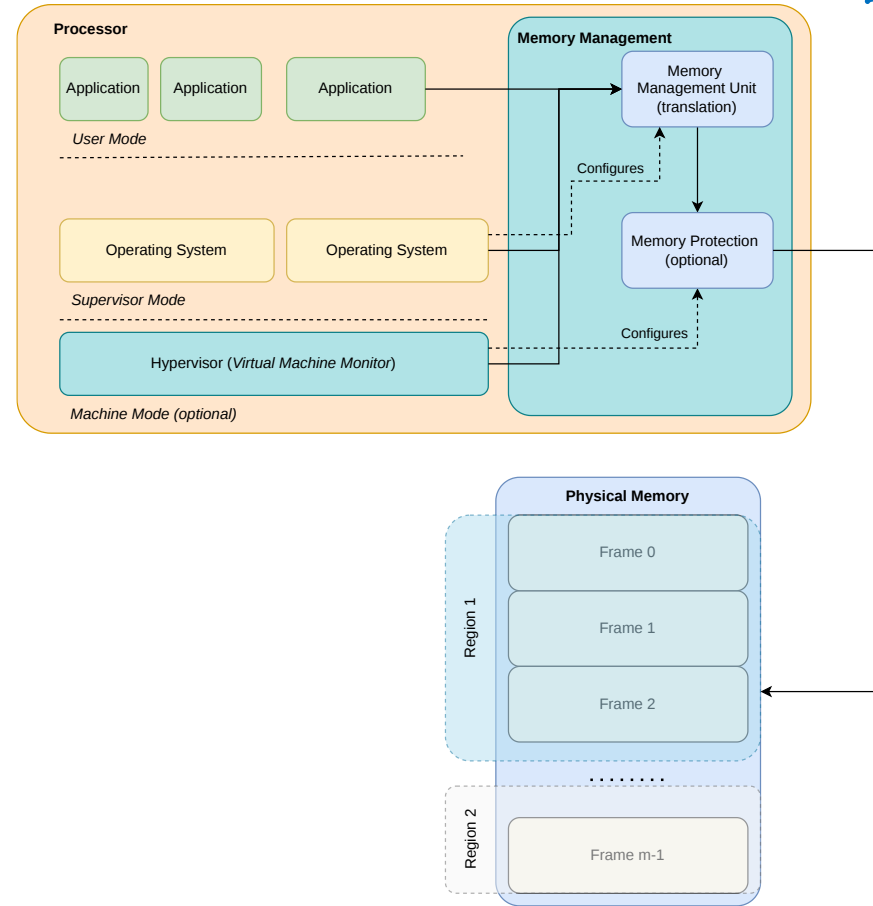 Processor
Memory Management
Application
Application
Application
Memory
Management Unit
(translation)
User Mode
Configures
Operating System
Operating System
Memory Protection
(optional)
Supervisor Mode
Configures
Hypervisor (Virtual Machine Monitor)
Machine Mode (optional)
Physical Memory
Region 1
Frame 0
Frame 1
Frame 2
. . . . . . . .
Region 2
Frame m-1